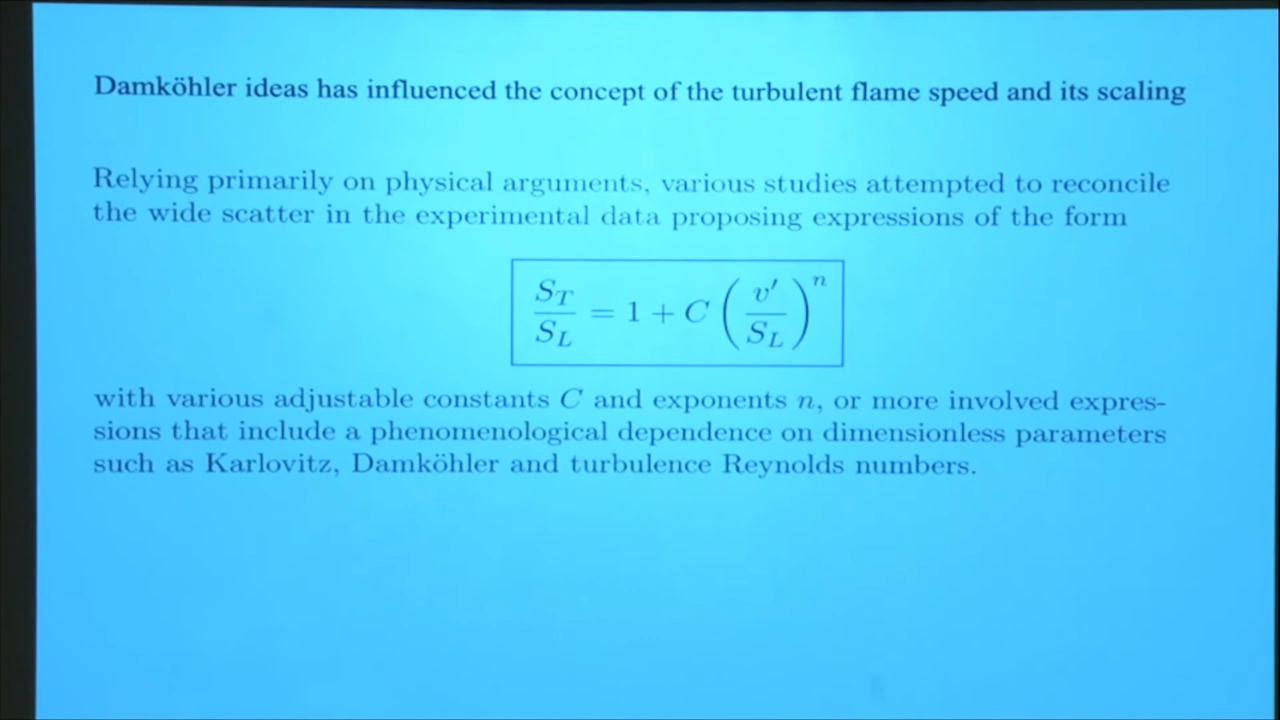 Damköhler ideas has influenced the concept of the turbulent flame speed and its scaling
Relying primarily on physical arguments, various studies attempted to reconcile
the wide scatter in the experimental data proposing expressions of the form
S_T/S_L = 1 + C (v′/S_L)^n
with various adjustable constants C and exponents n, or more involved expres-
sions that include a phenomenological dependence on dimensionless parameters
such as Karlovitz, Damköhler and turbulence Reynolds numbers.